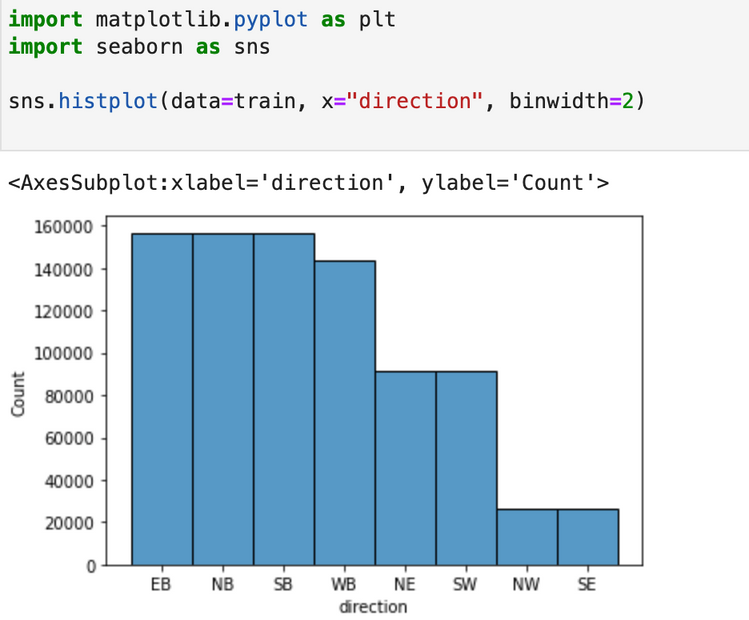 import matplotlib.pyplot as plt
import seaborn as sns
sns.histplot(data=train, x="direction", binwidth=2)
<AxesSubplot:xlabel='direction', ylabel='Count'>
160000
140000
120000
100000
80000
60000
40000
20000
0
Count
EB NB SB WB NE SW NW SE
direction